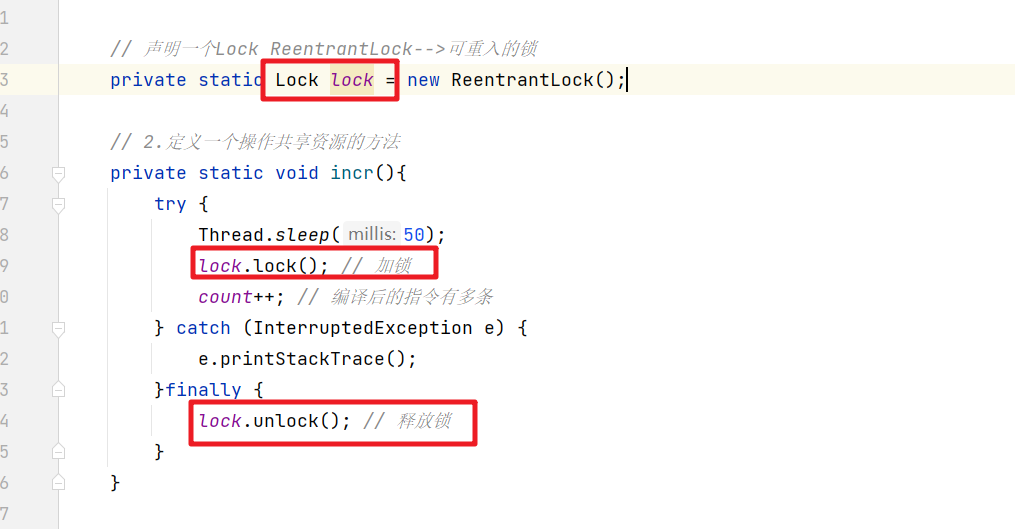 1
2 // 声明一个Lock ReentrantLock-->可重入的锁
3 private static Lock lock = new ReentrantLock();
4
5 // 2.定义一个操作共享资源的方法
6 private static void incr(){
7 try {
8 Thread.sleep( millis: 50);
9 lock.lock(); // 加锁
0 count++; // 编译后的指令有多条
1 } catch (InterruptedException e) {
2 e.printStackTrace();
3 }finally {
4 lock.unlock(); // 释放锁
5 }
6 }
7